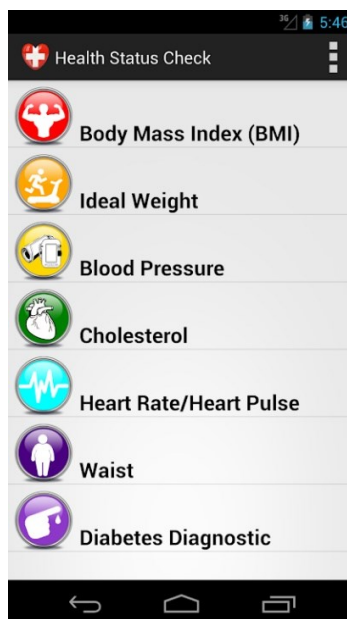 3G 5:46
Health Status Check
Body Mass Index (BMI)
Ideal Weight
Blood Pressure
Cholesterol
Heart Rate/Heart Pulse
Waist
Diabetes Diagnostic